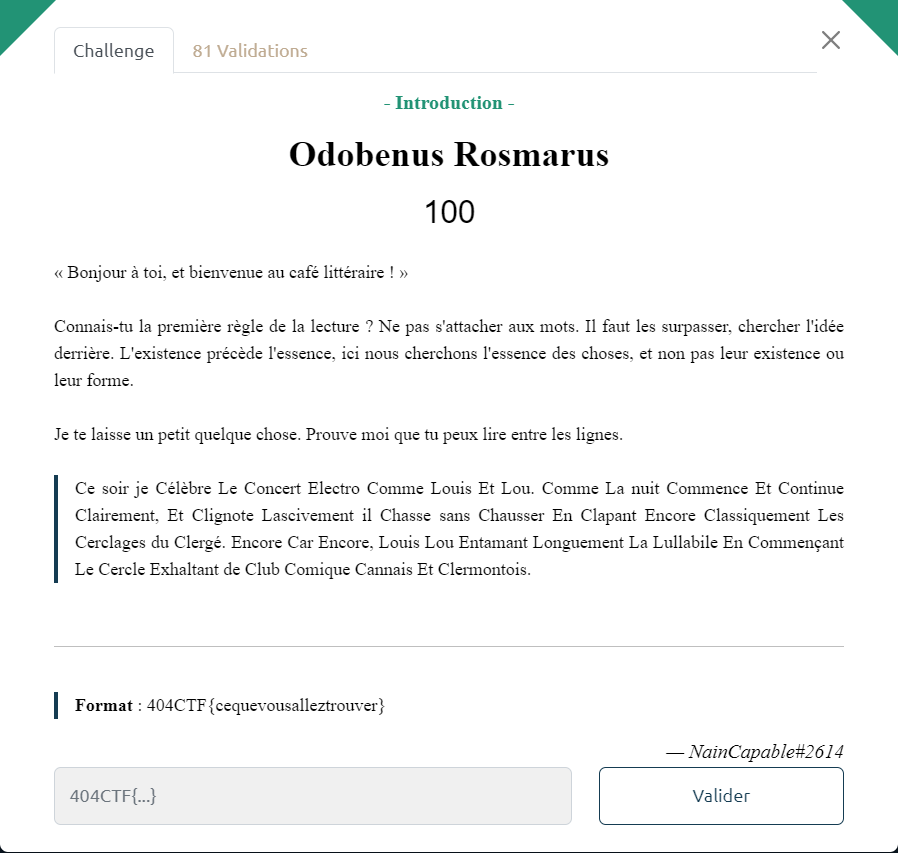 Challenge
81 Validations
- Introduction -
Odobenus Rosmarus
100
« Bonjour à toi, et bienvenue au café littéraire ! »
Connais-tu la première règle de la lecture ? Ne pas s'attacher aux mots. Il faut les surpasser, chercher l'idée
derrière. L'existence précède l'essence, ici nous cherchons l'essence des choses, et non pas leur existence ou
leur forme.
Je te laisse un petit quelque chose. Prouve moi que tu peux lire entre les lignes.
Ce soir je Célèbre Le Concert Electro Comme Louis Et Lou. Comme La nuit Commence Et Continue
Clairement, Et Clignote Lascivement il Chasse sans Chausser En Clapant Encore Classiquement Les
Cerclages du Clergé. Encore Car Encore, Louis Lou Entamant Longuement La Lullabile En Commençant
Le Cercle Exhaltant de Club Comique Cannais Et Clermontois.
Format : 404CTF{cequevousalleztrouver}
— NainCapable#2614
404CTF{...}
Valider